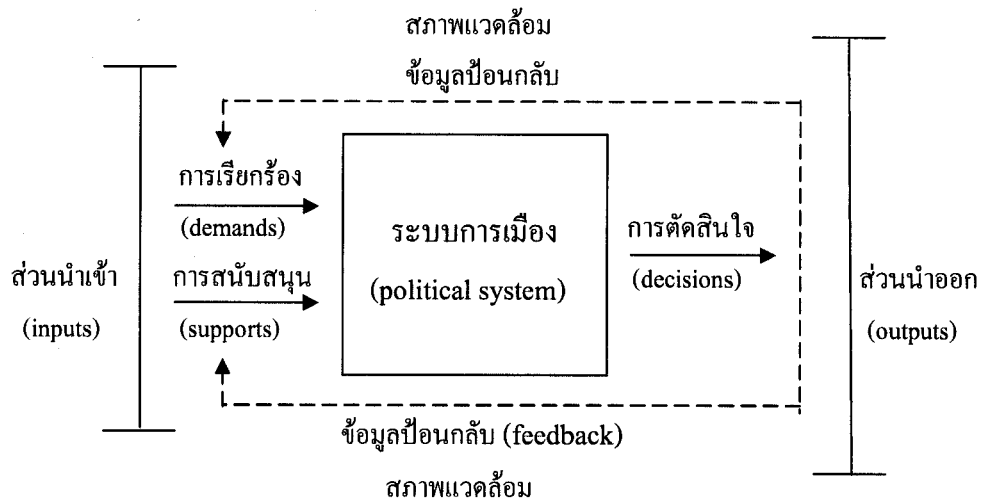 สภาพแวดล้อม
ข้อมูลป้อนกลับ
การเรียกร้อง
(demands)
ส่วนนำเข้า
(inputs)
การสนับสนุน
(supports)
ระบบการเมือง
(political system)
การตัดสินใจ
(decisions)
ส่วนนำออก
(outputs)
ข้อมูลป้อนกลับ (feedback)
สภาพแวดล้อม